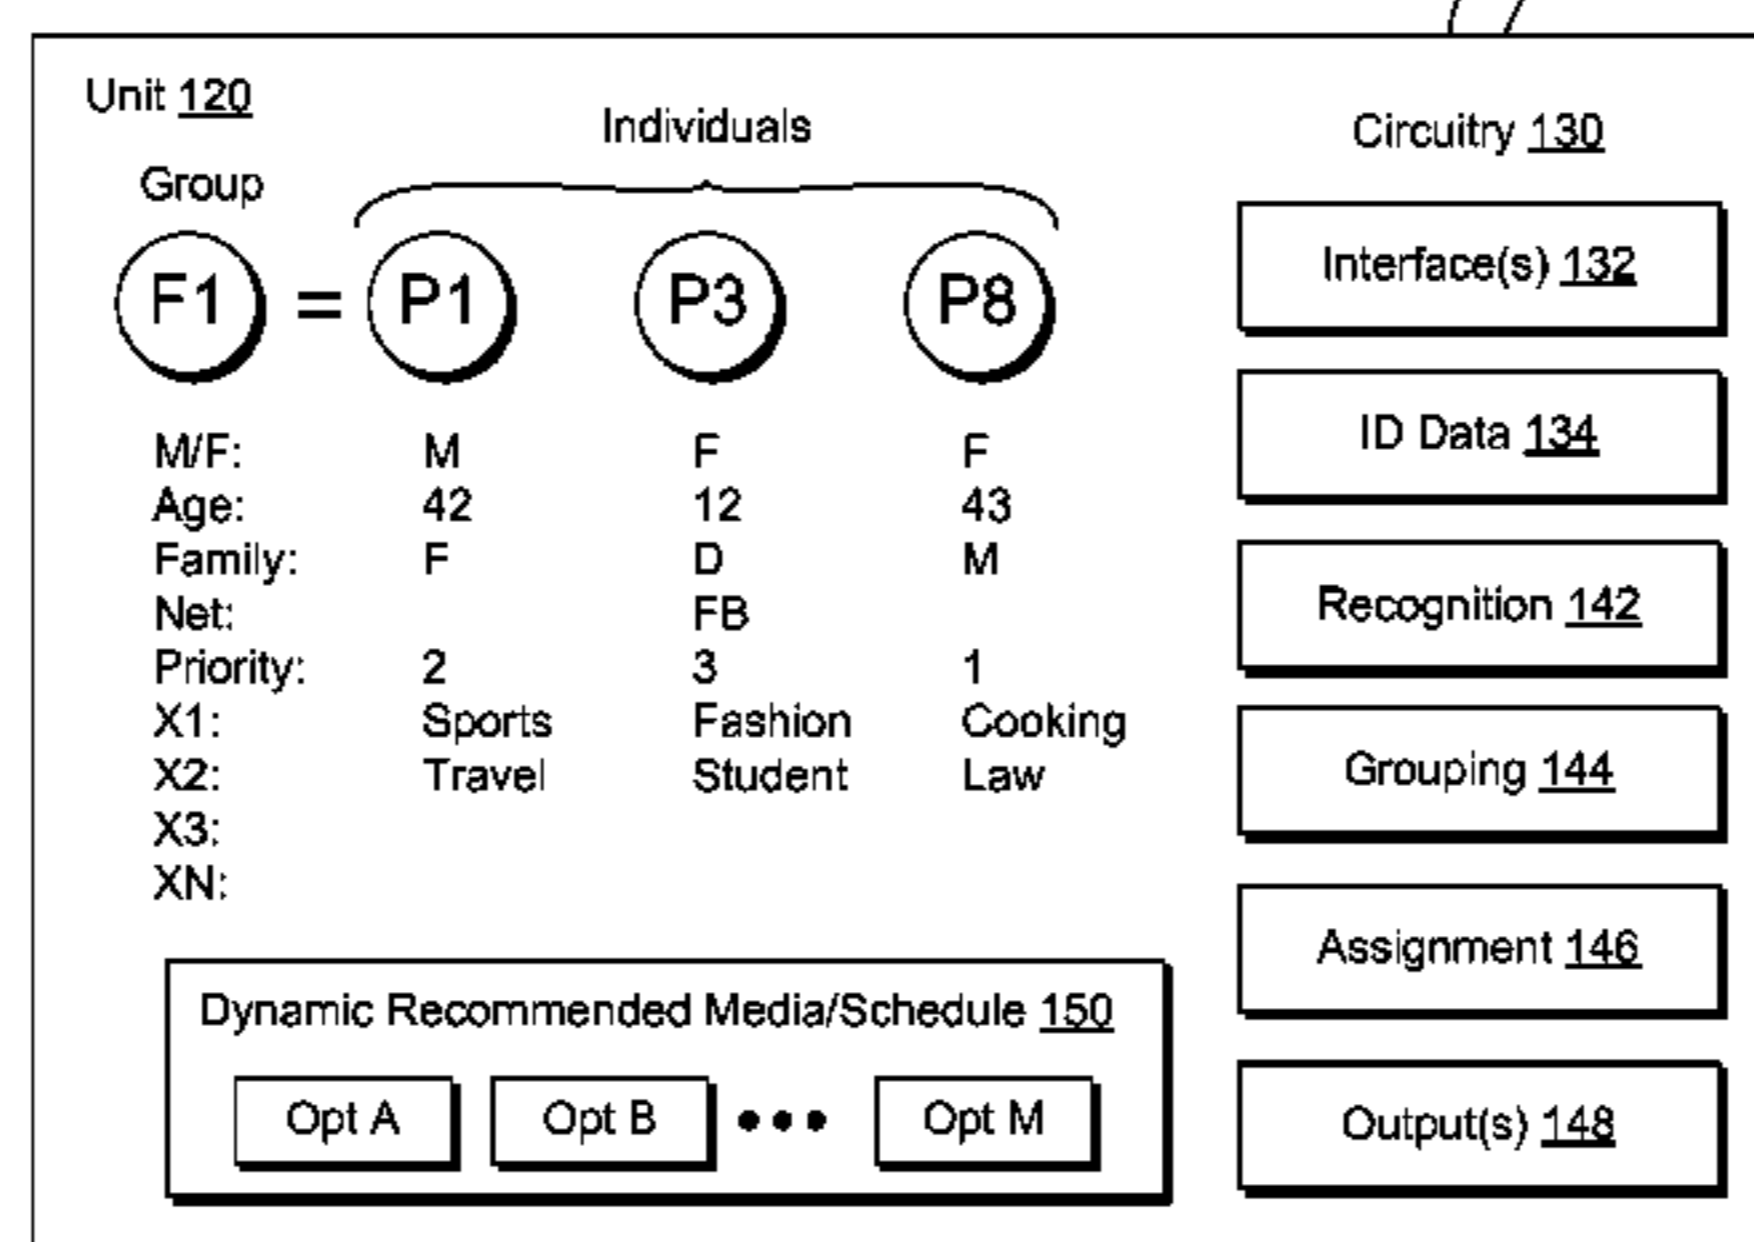 Unit 120
Individuals
Circuitry 130
Group
F1 = P1 P3 P8
M/F: M F F
Age: 42 12 43
Family: F D M
Net: FB
Priority: 2 3 1
X1: Sports Fashion Cooking
X2: Travel Student Law
X3:
XN:
Dynamic Recommended Media/Schedule 150
Opt A Opt B ••• Opt M
Interface(s) 132
ID Data 134
Recognition 142
Grouping 144
Assignment 146
Output(s) 148